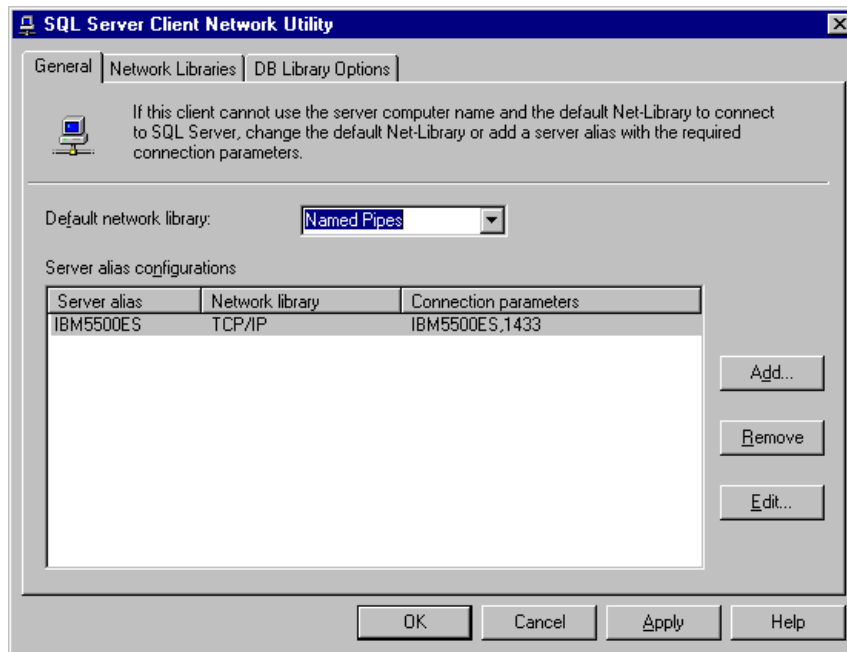 SQL Server Client Network Utility
General Network Libraries DB Library Options
If this client cannot use the server computer name and the default Net-Library to connect
to SQL Server, change the default Net-Library or add a server alias with the required
connection parameters.
Default network library: Named Pipes
Server alias configurations
Server alias Network library Connection parameters
IBM5500ES TCP/IP IBM5500ES,1433
Add...
Remove
Edit...
OK Cancel Apply Help